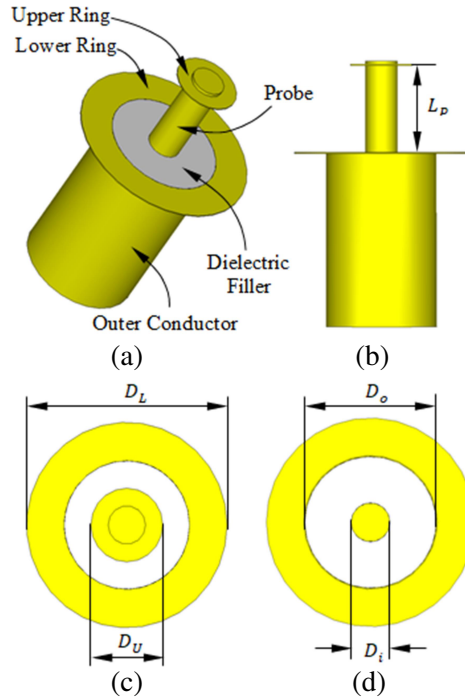 Upper Ring
Lower Ring
Probe
Dielectric
Filler
Outer Conductor
(a)
L_p
(b)
D_L
D_U
(c)
D_o
D_i
(d)